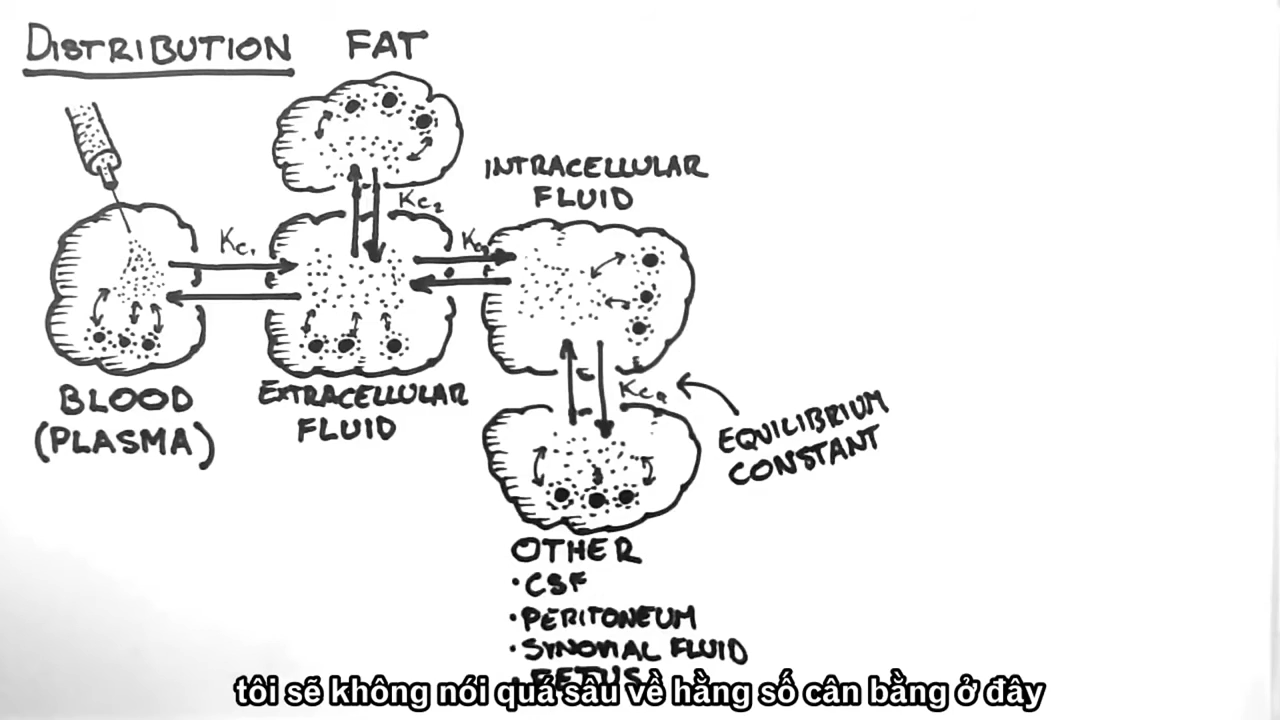 DISTRIBUTION
FAT
INTRACELLULAR
FLUID
Kc₂
Kc₁
BLOOD
(PLASMA)
EXTRACELLULAR
FLUID
Kc₄
EQUILIBRIUM
CONSTANT
OTHER
• CSF
• PERITONEUM
• SYNOVIAL FLUID
• FETUS
tôi sẽ không nói quá sâu về hằng số cân bằng ở đây